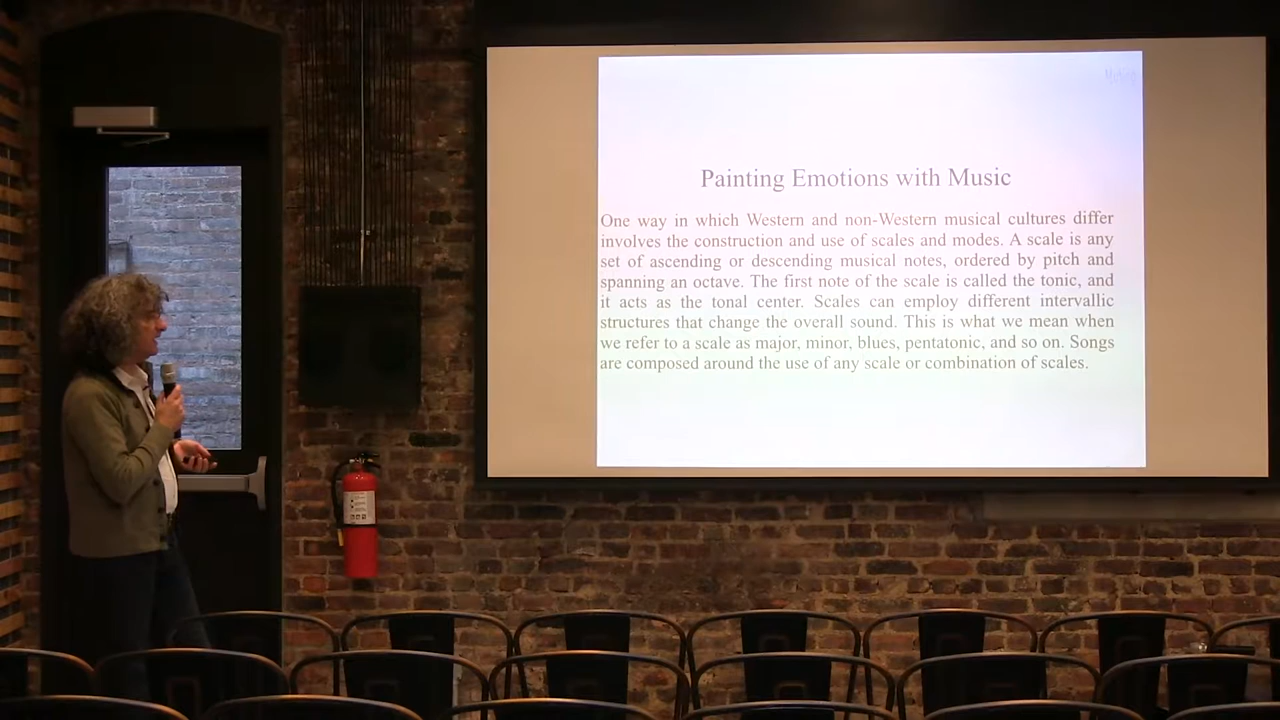 Painting Emotions with Music
One way in which Western and non-Western musical cultures differ
involves the construction and use of scales and modes. A scale is any
set of ascending or descending musical notes, ordered by pitch and
spanning an octave. The first note of the scale is called the tonic, and
it acts as the tonal center. Scales can employ different intervallic
structures that change the overall sound. This is what we mean when
we refer to a scale as major, minor, blues, pentatonic, and so on. Songs
are composed around the use of any scale or combination of scales.